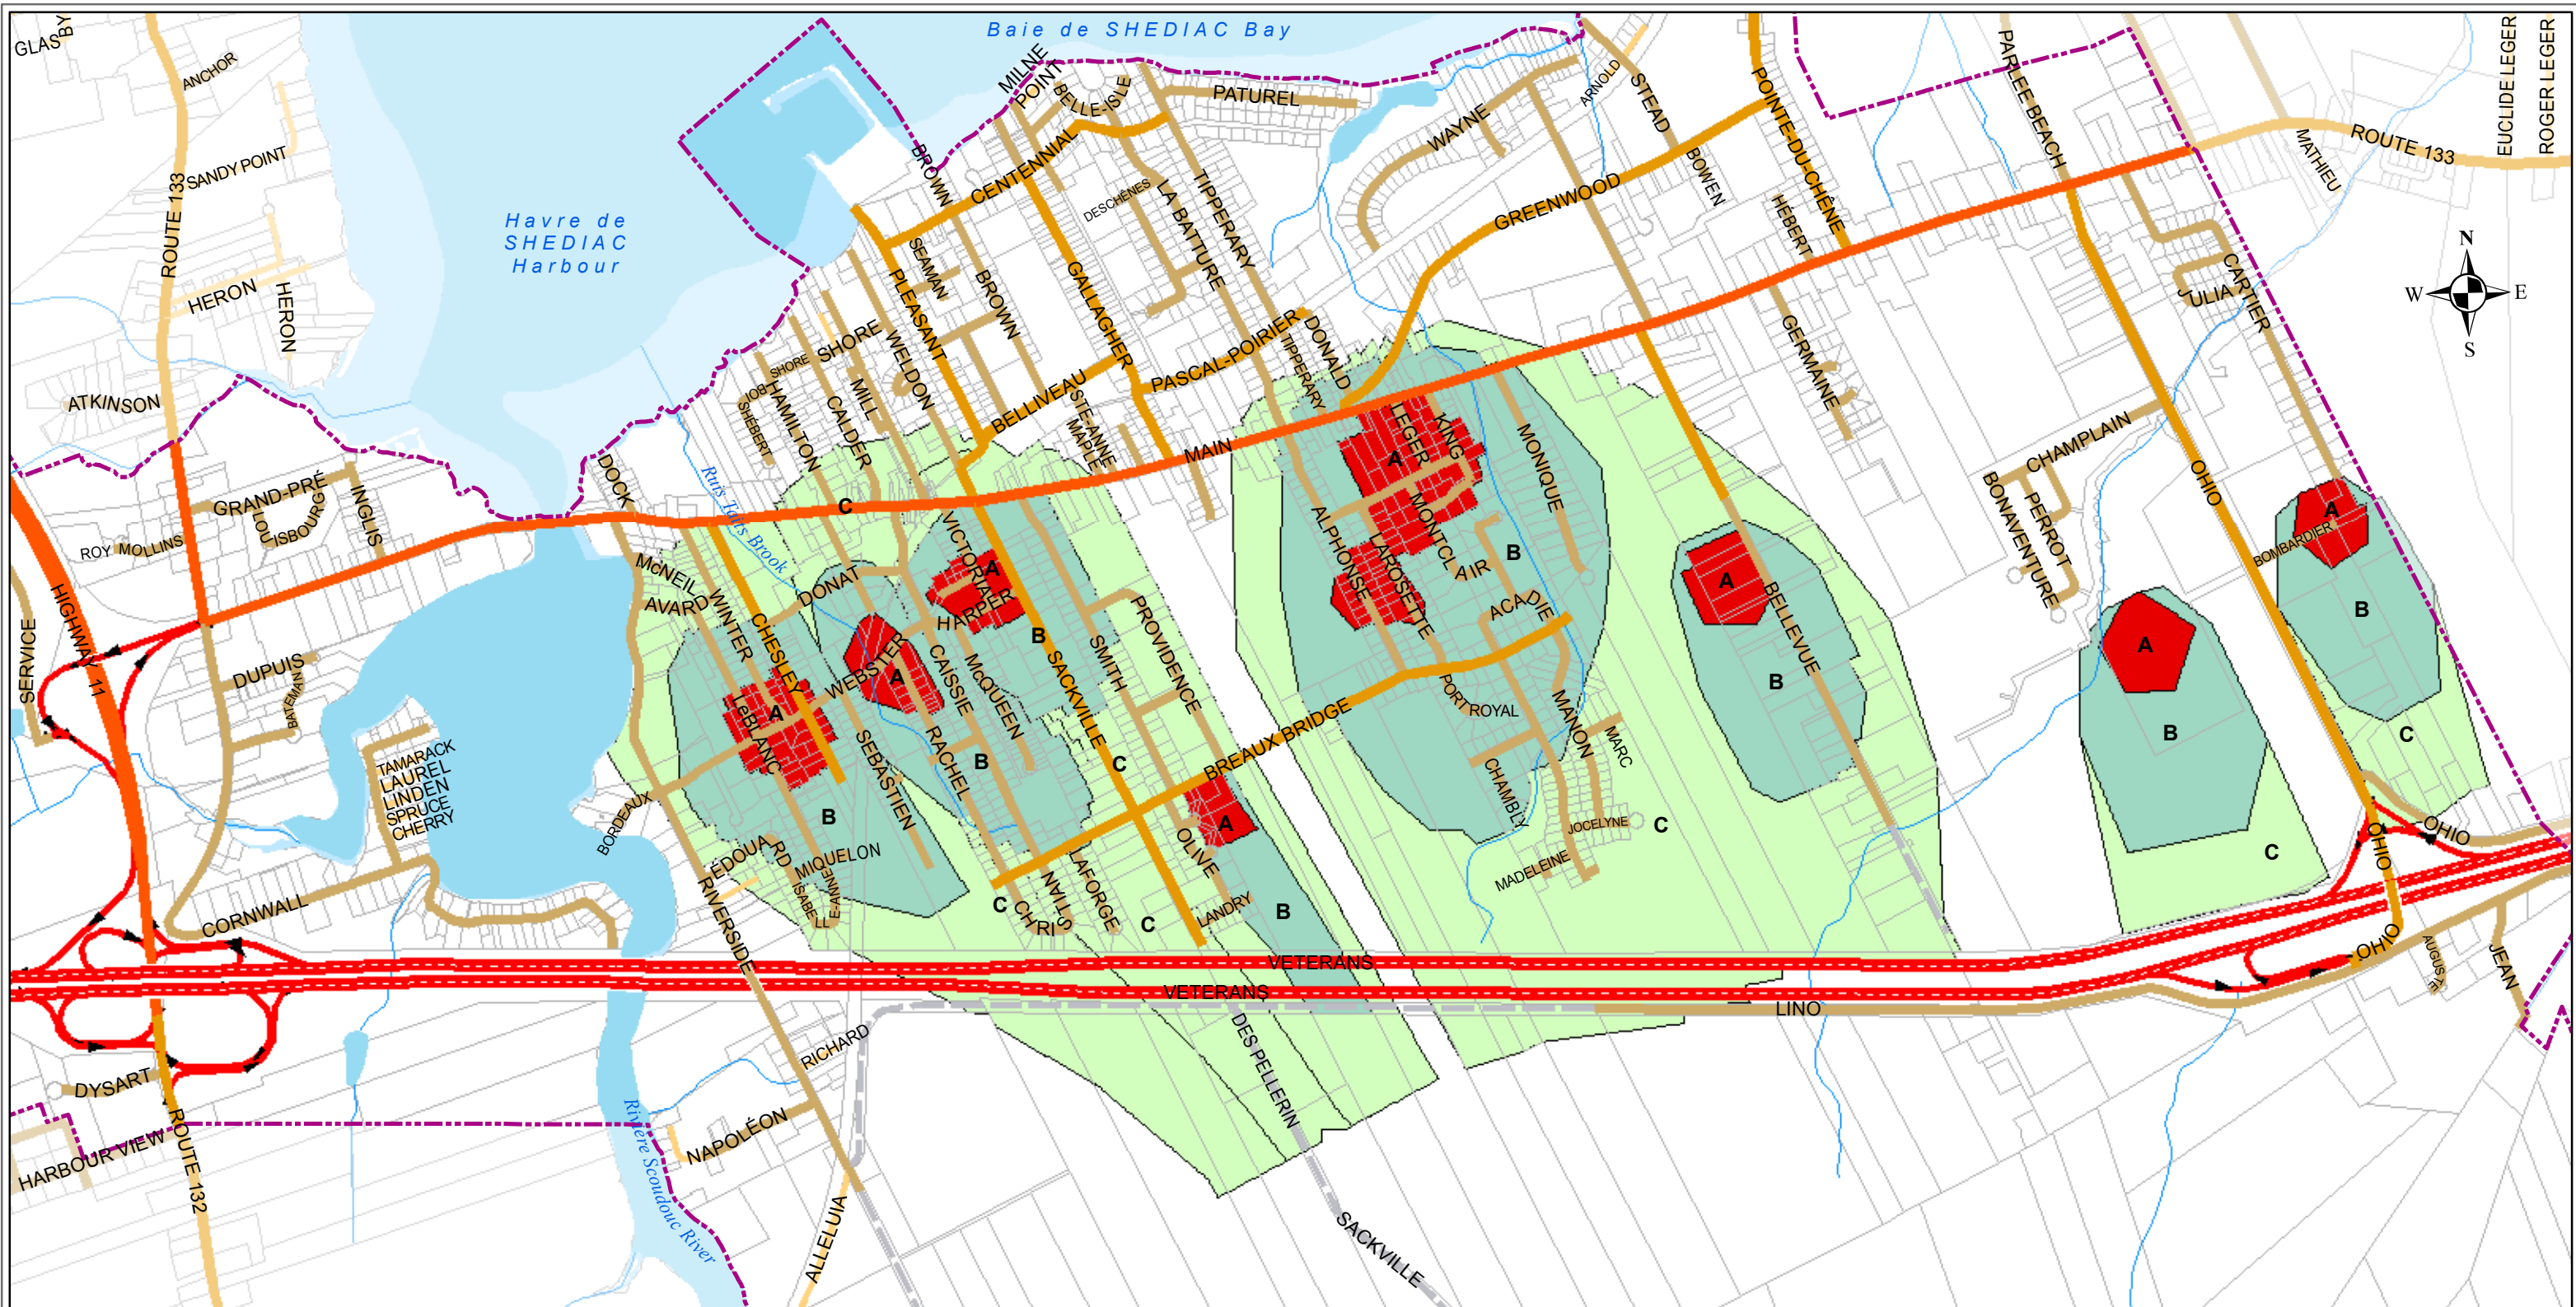 Baie de SHEDIAC Bay
GLAS BY
ANCHOR
SANDY POINT
ROUTE 133
HERON
HERON
ATKINSON
Havre de
SHEDIAC
Harbour
MILNE
POINT
BELLE-ISLE
PATUREL
BROWN
CENTENNIAL
DESCHÊNES
LA BATTURE
TIPPERARY
WAYNE
ARNOLD
STEAD
BOWEN
GREENWOOD
POINTE-DU-CHÊNE
HÉBERT
PARLEE BEACH
MATHIEU
ROUTE 133
EUCLIDE LEGER
ROGER LEGER
N
W
E
S
CARTIER
JULIA
SEAMAN
PLEASANT
BROWN
GALLAGHER
SHORE
SHORE
WELDON
BOIS HÉBERT
HAMILTON
CALDER
MILL
BELLIVEAU
PASCAL-POIRIER
STE-ANNE
MAPLE
TIPPERARY
DONALD
GERMAINE
MAIN
LEGER
KING
A
MONIQUE
CHAMPLAIN
BONAVENTURE
PERROT
OHIO
A
BOMBARDIER
B
C
GRAND-PRÉ
LOUISBOURG
INGLIS
ROY MOLLINS
DOCK
Ruis Taits Brook
C
VICTORIA
A
HARPER
B
ALPHONSE
LAROSETTE
MONTCLAIR
B
ACADIE
A
BELLEVUE
B
A
B
C
HIGHWAY 11
SERVICE
DUPUIS
BATEMAN
McNEIL
AVARD
WINTER
DONAT
CHESLEY
WEBSTER
A
CAISSIE
McQUEEN
SACKVILLE
SMITH
PROVIDENCE
LeBLANC
A
SEBASTIEN
RACHEL
B
C
BREAUX BRIDGE
PORT ROYAL
MANON
MARC
CHAMBLY
JOCELYNE
C
MADELEINE
TAMARACK
LAUREL
LINDEN
SPRUCE
CHERRY
BORDEAUX
B
ÉDOUARD
MIQUELON
ISABELLE
E-ANNE
A
OLIVE
LANDRY
B
C
CHRISTIAN
LAFORGE
C
CORNWALL
RIVERSIDE
VETERANS
VETERANS
LINO
OHIO
OHIO
OHIO
AUGUSTE
JEAN
DYSART
RICHARD
DES PELLERIN
HARBOUR VIEW
ROUTE 132
NAPOLÉON
Rivière Scoudouc River
ALLELUIA
SACKVILLE